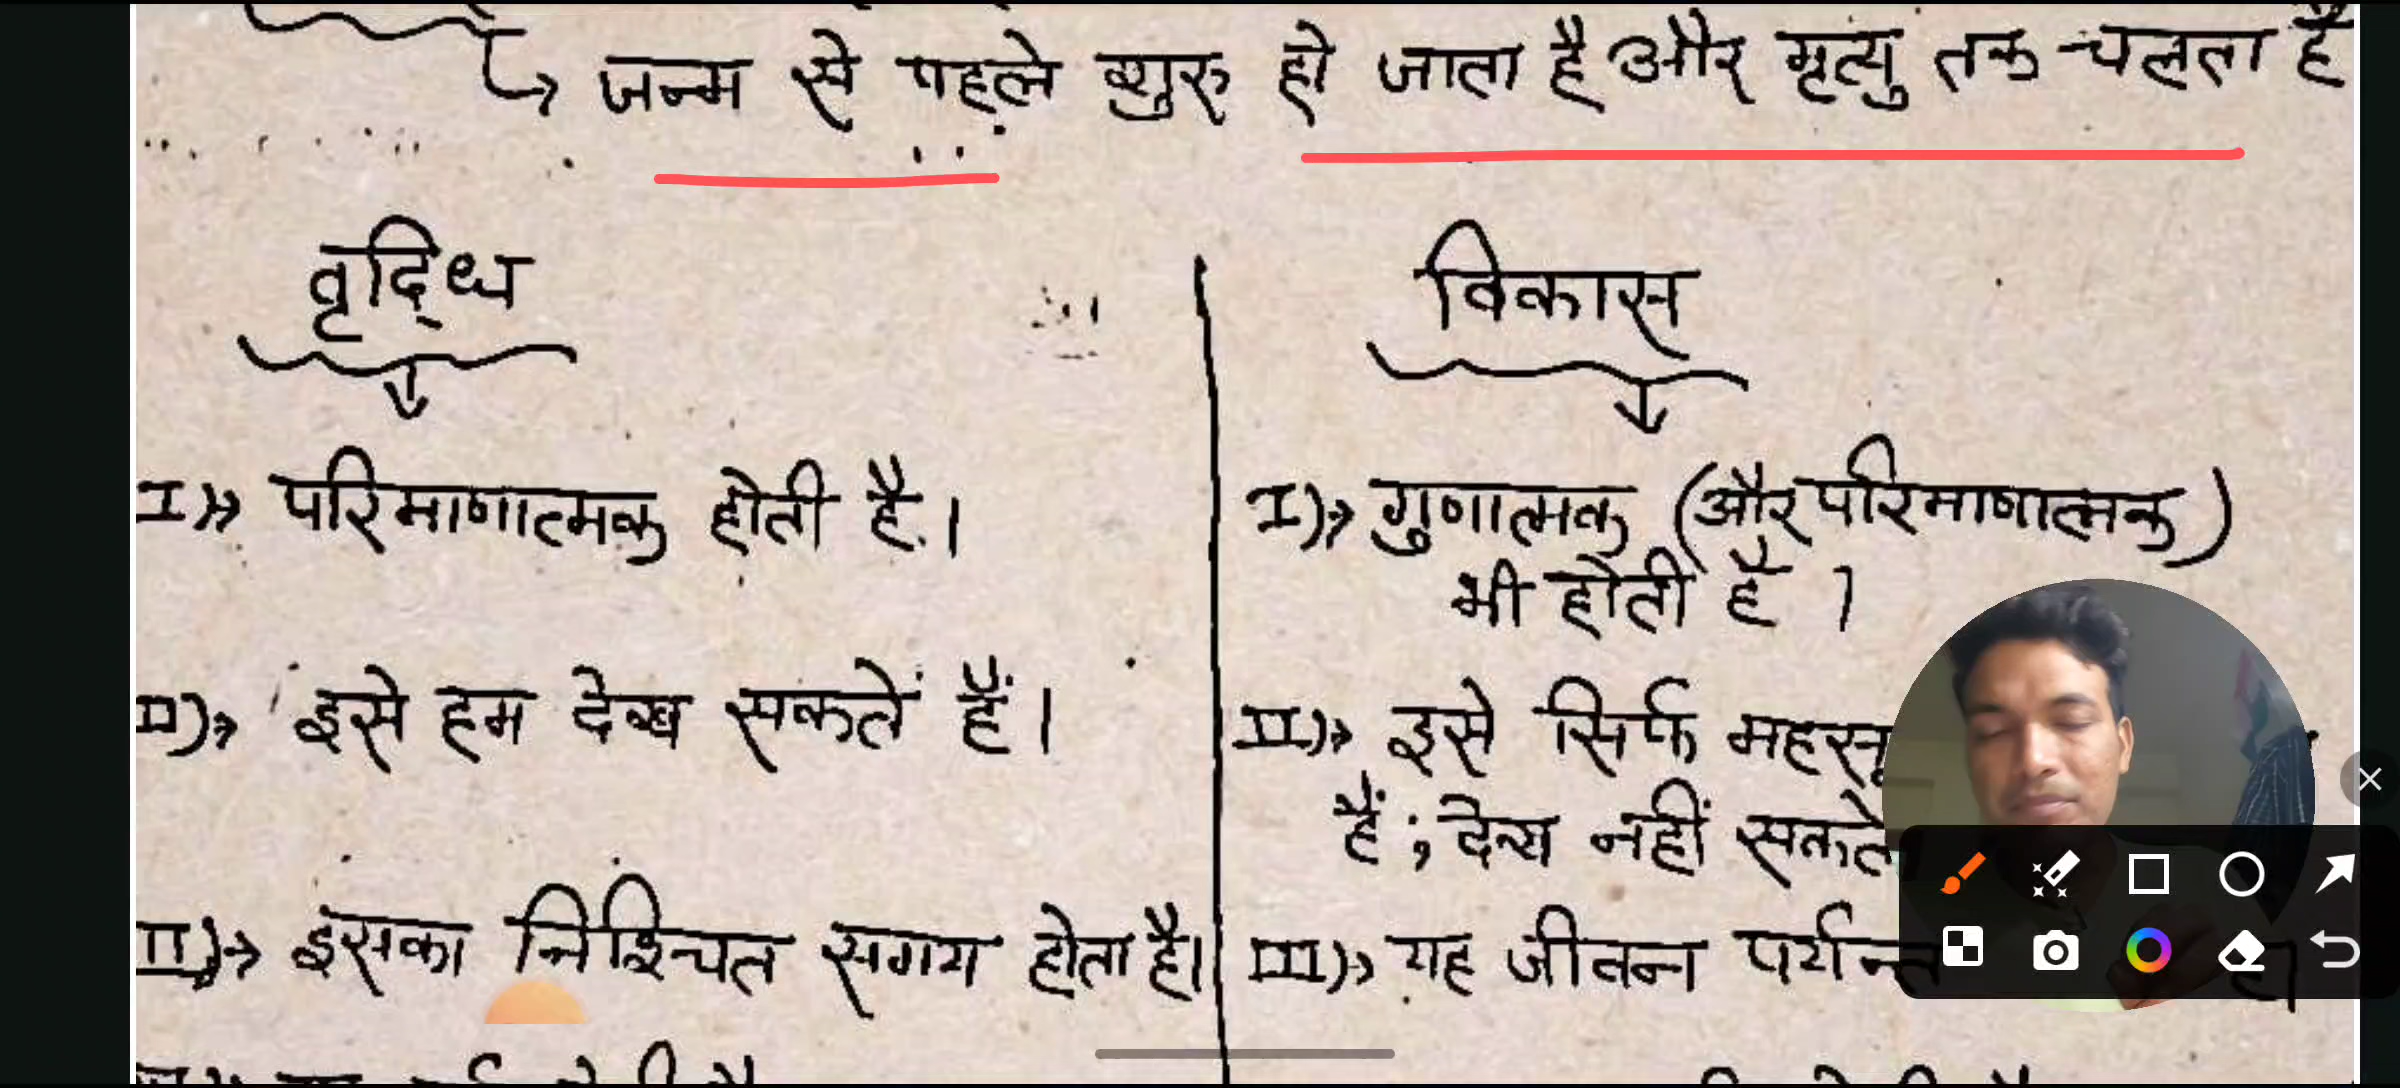 जन्म से पहले शुरु हो जाता है और मृत्यु तक चलता है
वृद्धि
विकास
I) परिमाणात्मक होती है।
I) गुणात्मक (और परिमाणात्मक)
भी होती है।
II) इसे हम देख सकतें हैं।
II) इसे सिर्फ
हैं; देख नहीं सकते
III) इसका निश्चित समय होता है।
III) यह जीवन पर्यन्त